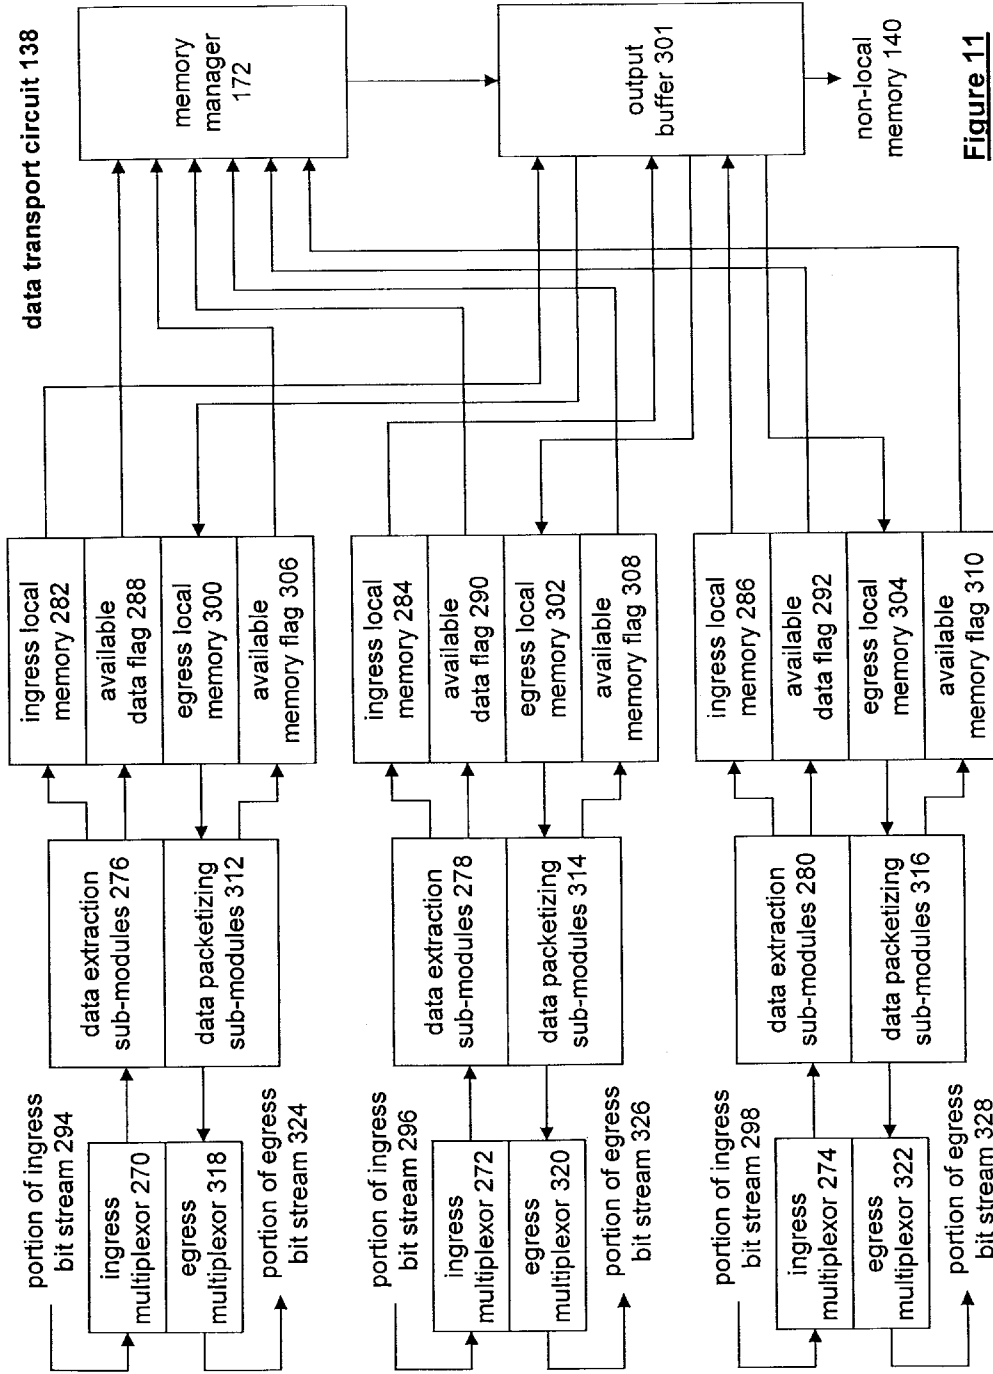 data transport circuit 138
portion of ingress
bit stream 294
ingress
multiplexor 270
egress
multiplexor 318
portion of egress
bit stream 324
data extraction
sub-modules 276
data packetizing
sub-modules 312
ingress local
memory 282
available
data flag 288
egress local
memory 300
available
memory flag 306
memory
manager
172
portion of ingress
bit stream 296
ingress
multiplexor 272
egress
multiplexor 320
portion of egress
bit stream 326
data extraction
sub-modules 278
data packetizing
sub-modules 314
ingress local
memory 284
available
data flag 290
egress local
memory 302
available
memory flag 308
output
buffer 301
portion of ingress
bit stream 298
ingress
multiplexor 274
egress
multiplexor 322
portion of egress
bit stream 328
data extraction
sub-modules 280
data packetizing
sub-modules 316
ingress local
memory 286
available
data flag 292
egress local
memory 304
available
memory flag 310
non-local
memory 140
Figure 11